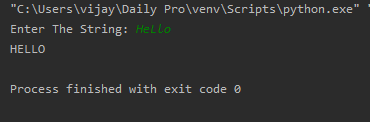 "C:\Users\vijay\Daily Pro\venv\Scripts\python.exe" "
Enter The String: HeLlo
HELLO
Process finished with exit code 0